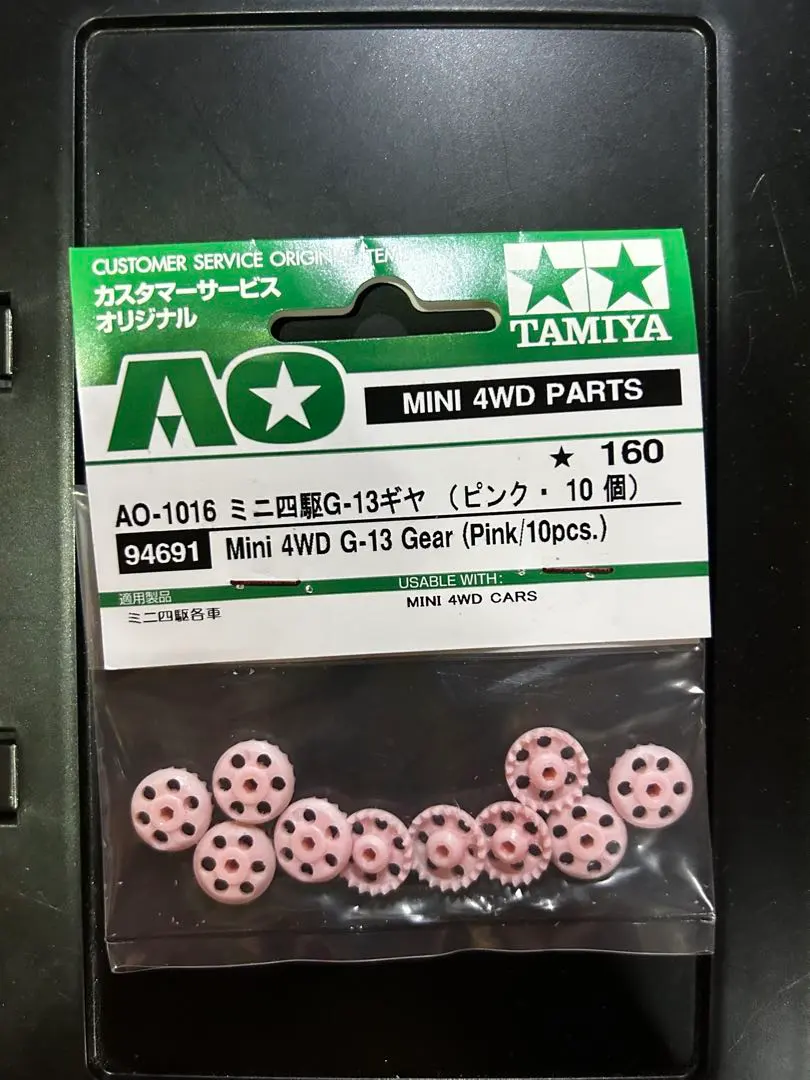 CUSTOMER SERVICE ORIGINAL ITEM
カスタマーサービス
オリジナル
TAMIYA
AO
MINI 4WD PARTS
★ 160
AO-1016 ミニ四駆G-13ギヤ (ピンク・10 個)
94691 Mini 4WD G-13 Gear (Pink/10pcs.)
適用製品
ミニ四駆各車
USABLE WITH:
MINI 4WD CARS